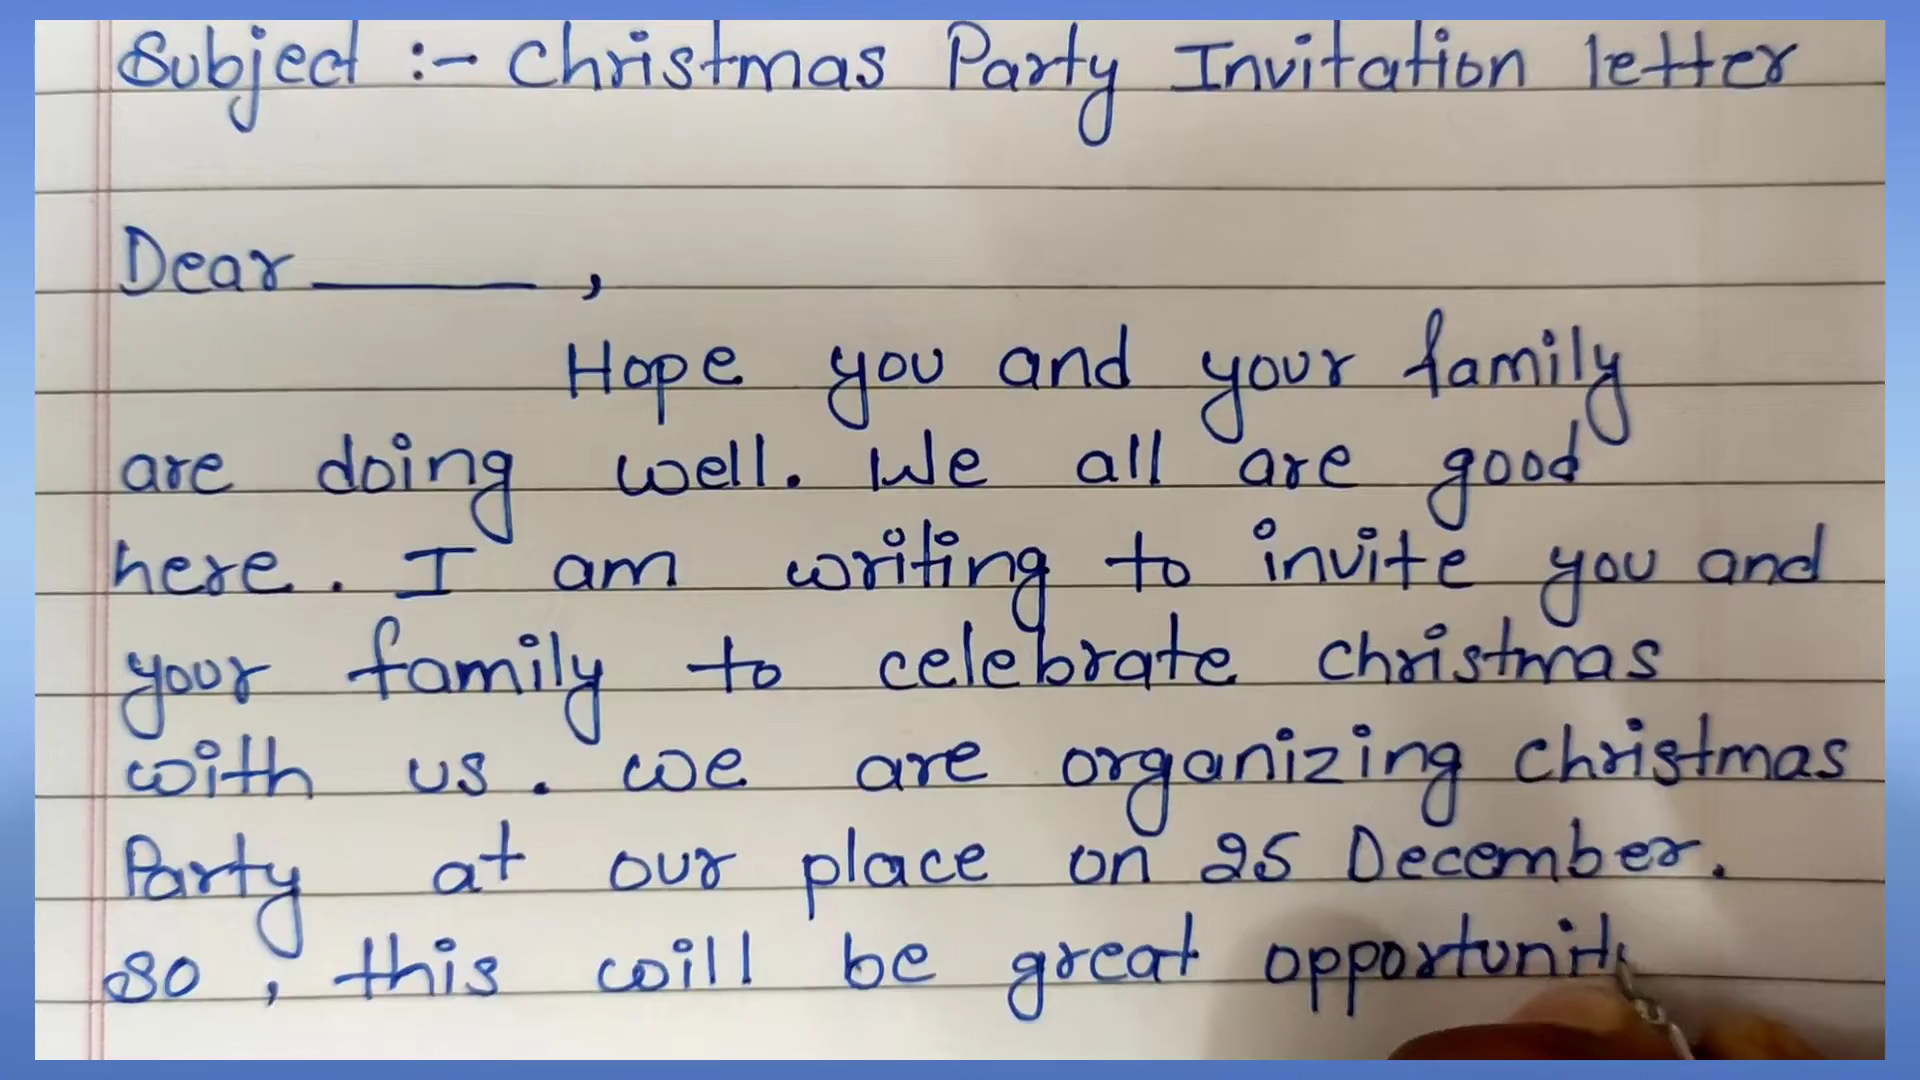 Subject :- Christmas Party Invitation letter
Dear ______ ,
Hope you and your family
are doing well. We all are good
here. I am writing to invite you and
your family to celebrate christmas
with us. we are organizing christmas
Party at our place on 25 December.
so, this will be great opportunit